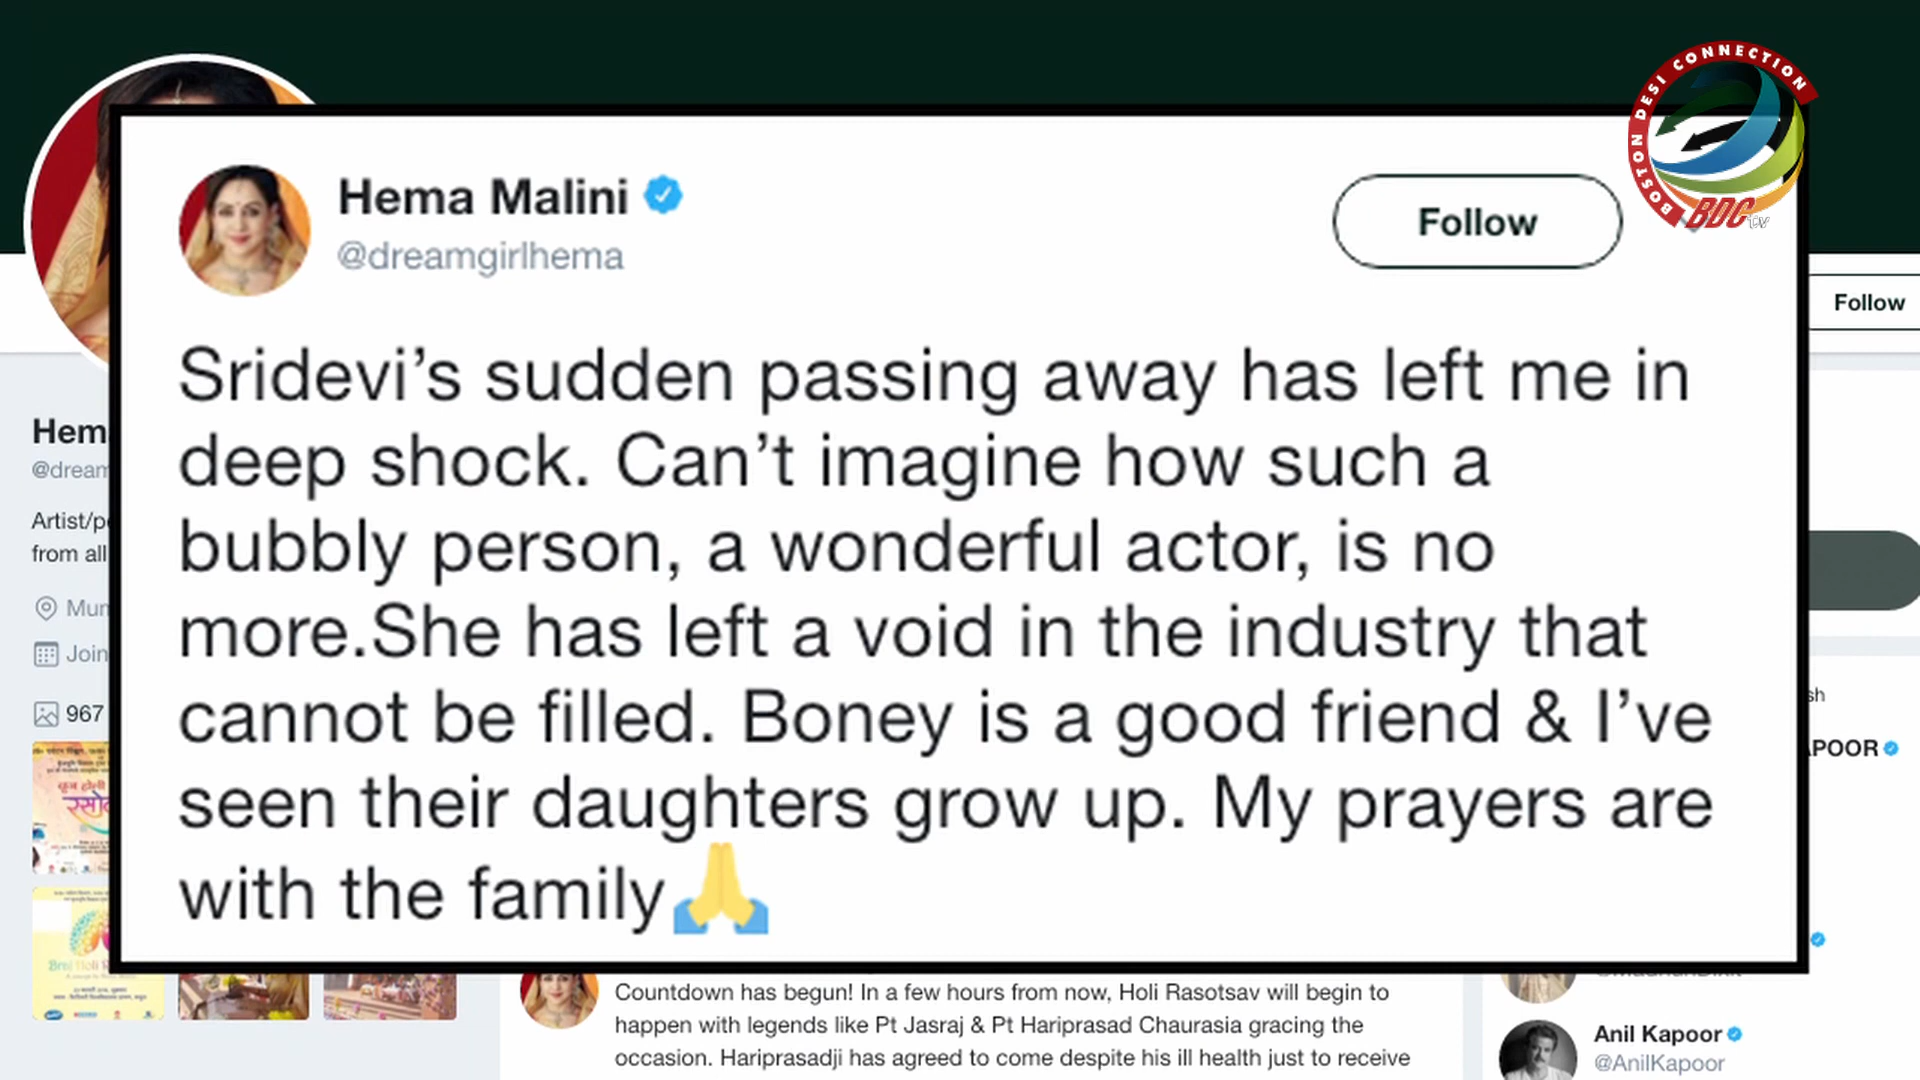 BOSTON DESI CONNECTION
BDC tv
Hema Malini
@dreamgirlhema
Follow
Sridevi’s sudden passing away has left me in
deep shock. Can’t imagine how such a
bubbly person, a wonderful actor, is no
more.She has left a void in the industry that
cannot be filled. Boney is a good friend & I’ve
seen their daughters grow up. My prayers are
with the family🙏
Follow
Hem
@dream
Artist/p
from all
Mum
Join
967
POOR
Countdown has begun! In a few hours from now, Holi Rasotsav will begin to
happen with legends like Pt Jasraj & Pt Hariprasad Chaurasia gracing the
occasion. Hariprasadji has agreed to come despite his ill health just to receive
Anil Kapoor
@AnilKapoor